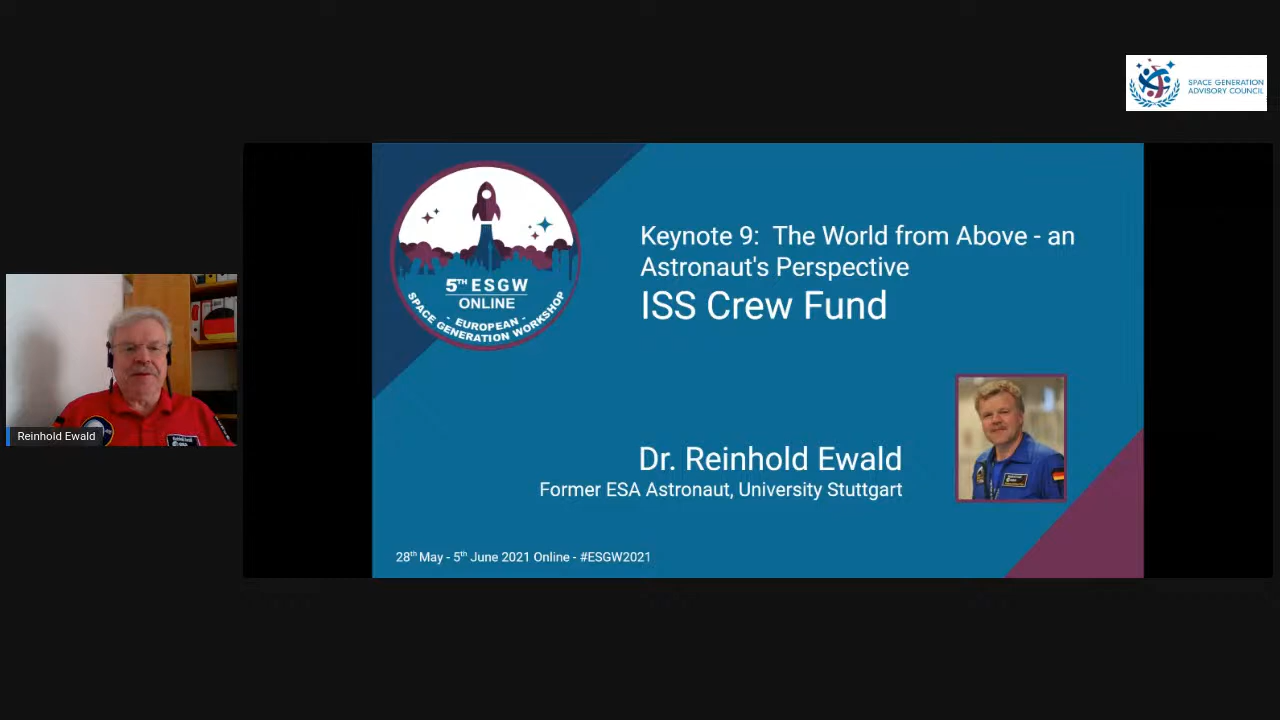 SPACE GENERATION
ADVISORY COUNCIL
Keynote 9: The World from Above - an
Astronaut's Perspective
ISS Crew Fund
5TH ESGW
ONLINE
- EUROPEAN -
SPACE GENERATION WORKSHOP
Reinhold Ewald
Dr. Reinhold Ewald
Former ESA Astronaut, University Stuttgart
28th May - 5th June 2021 Online - #ESGW2021